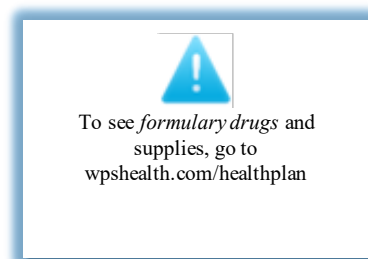 To see formulary drugs and
supplies, go to
wpshealth.com/healthplan